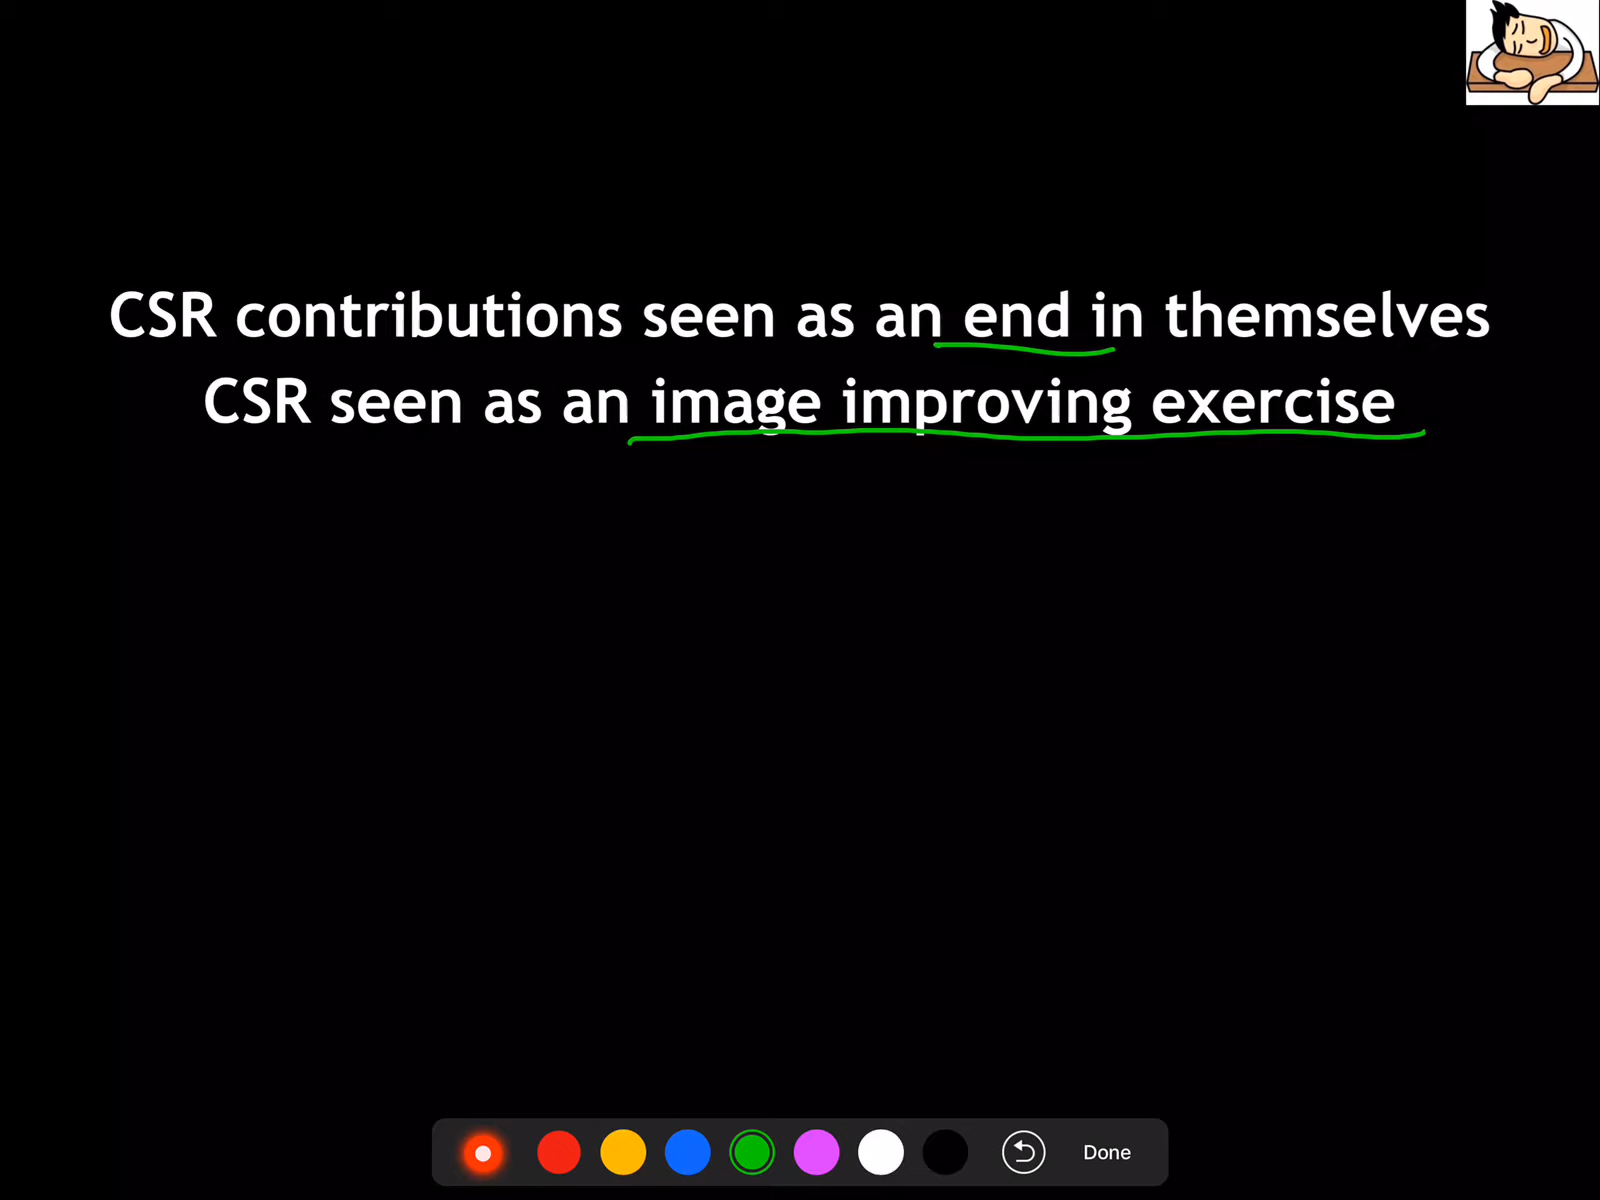 CSR contributions seen as an end in themselves
CSR seen as an image improving exercise
Done